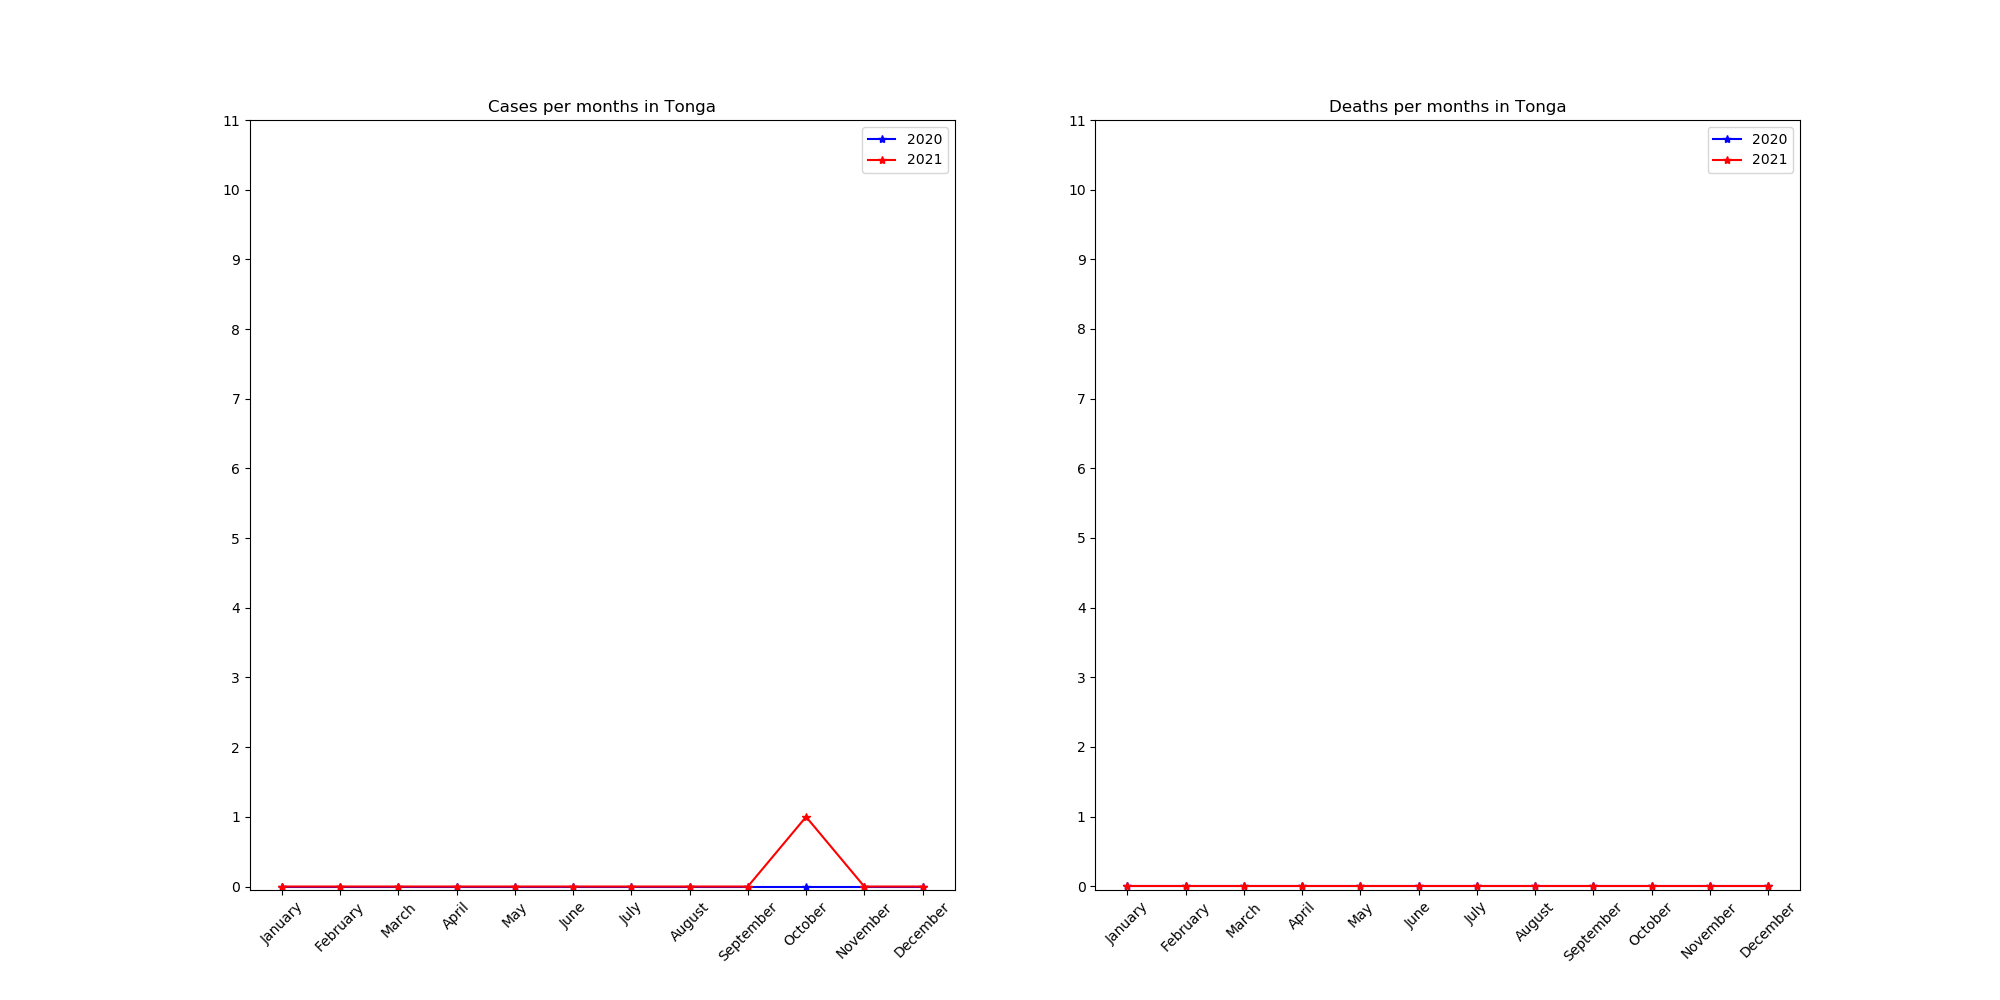 Cases per months in Tonga
11
10
9
8
7
6
5
4
3
2
1
0
2020
2021
January
February
March
April
May
June
July
August
September
October
November
December
Deaths per months in Tonga
11
10
9
8
7
6
5
4
3
2
1
0
2020
2021
January
February
March
April
May
June
July
August
September
October
November
December